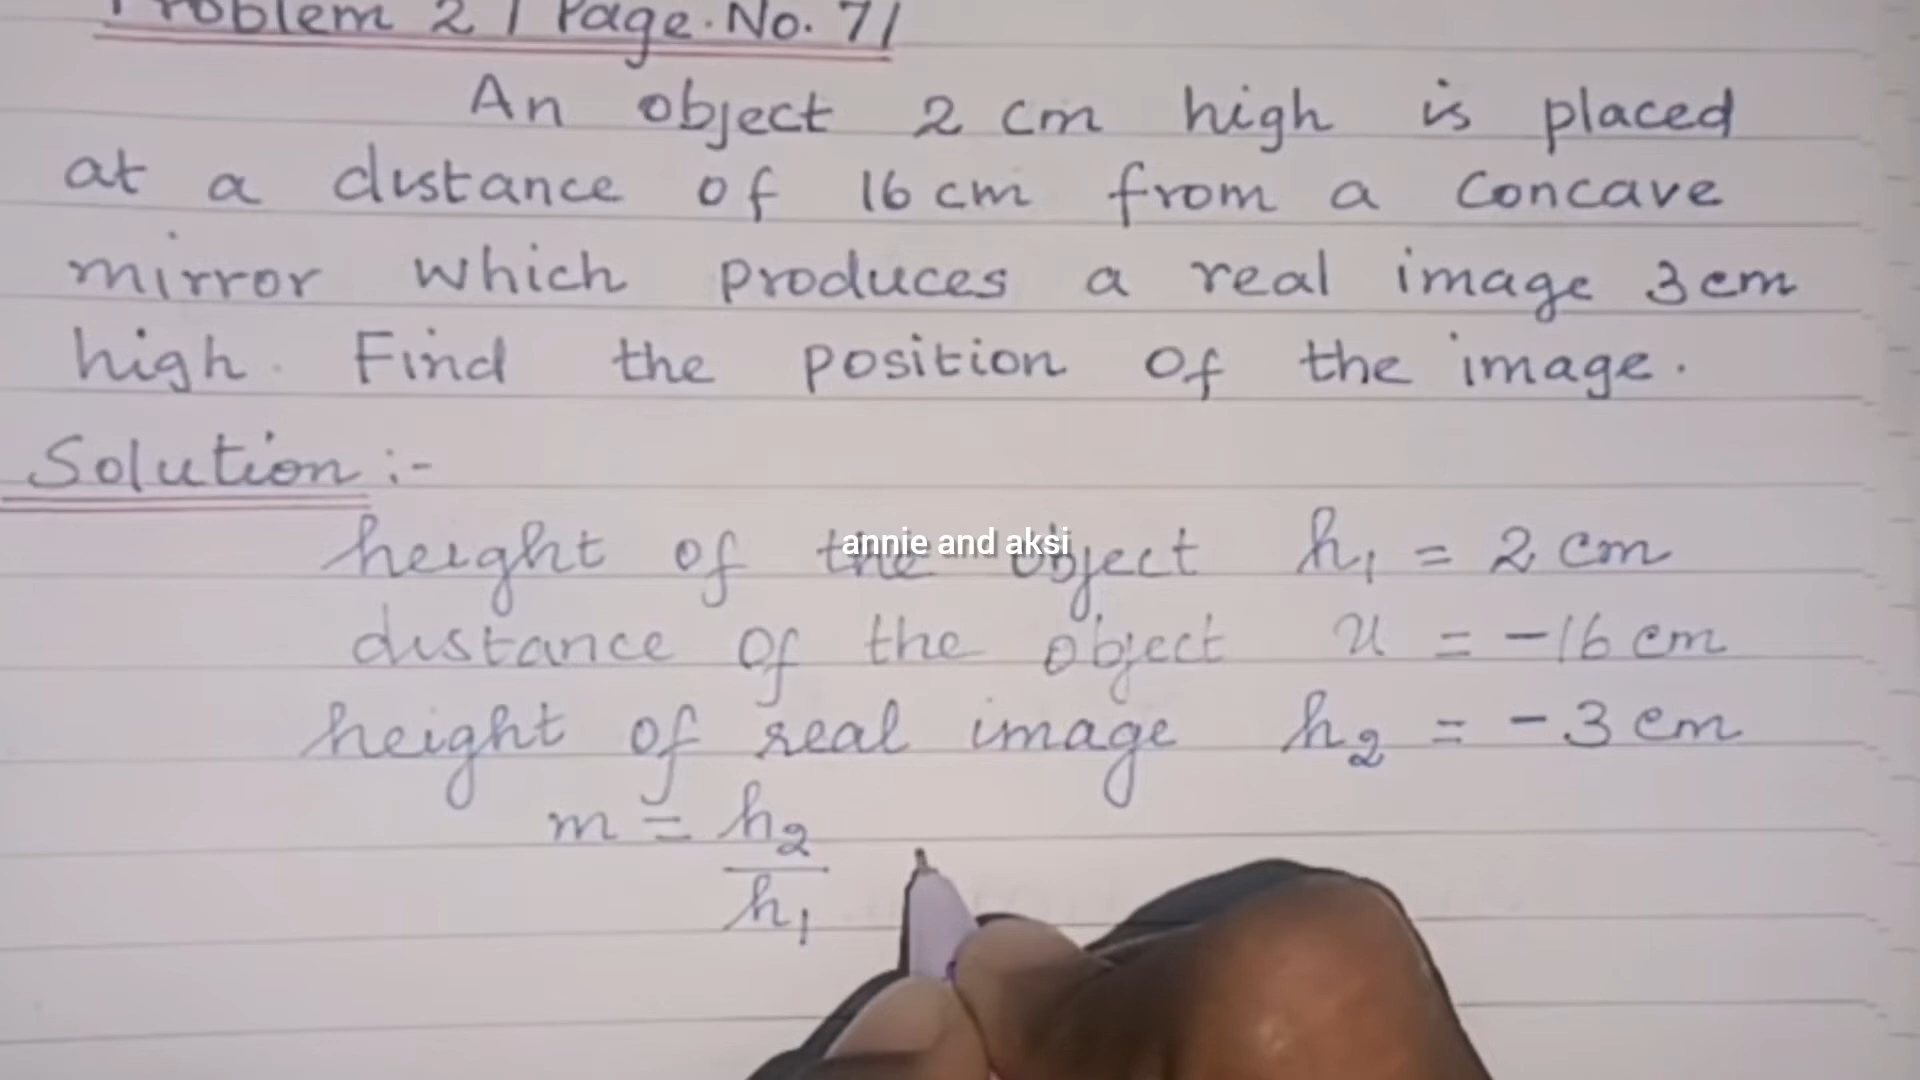 Problem 2 / Page. No. 71
An object 2 cm high is placed
at a distance of 16 cm from a concave
mirror which produces a real image 3 cm
high. Find the position of the image.
Solution :-
height of the object h₁ = 2 cm
annie and aksi
distance of the object u = -16 cm
height of real image h₂ = -3 cm
m = h₂
h₁